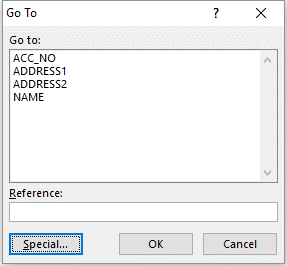 Go To
?
Go to:
ACC_NO
ADDRESS1
ADDRESS2
NAME
Reference:
Special...
OK
Cancel